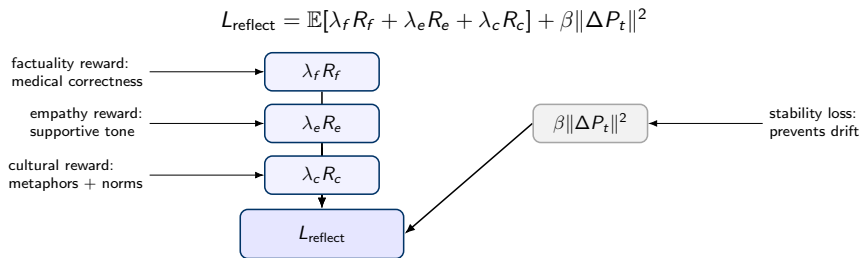 L_reflect = 𝔼[λ_f R_f + λ_e R_e + λ_c R_c] + β‖ΔP_t‖²
factuality reward:
medical correctness
λ_f R_f
empathy reward:
supportive tone
λ_e R_e
β‖ΔP_t‖²
stability loss:
prevents drift
cultural reward:
metaphors + norms
λ_c R_c
L_reflect